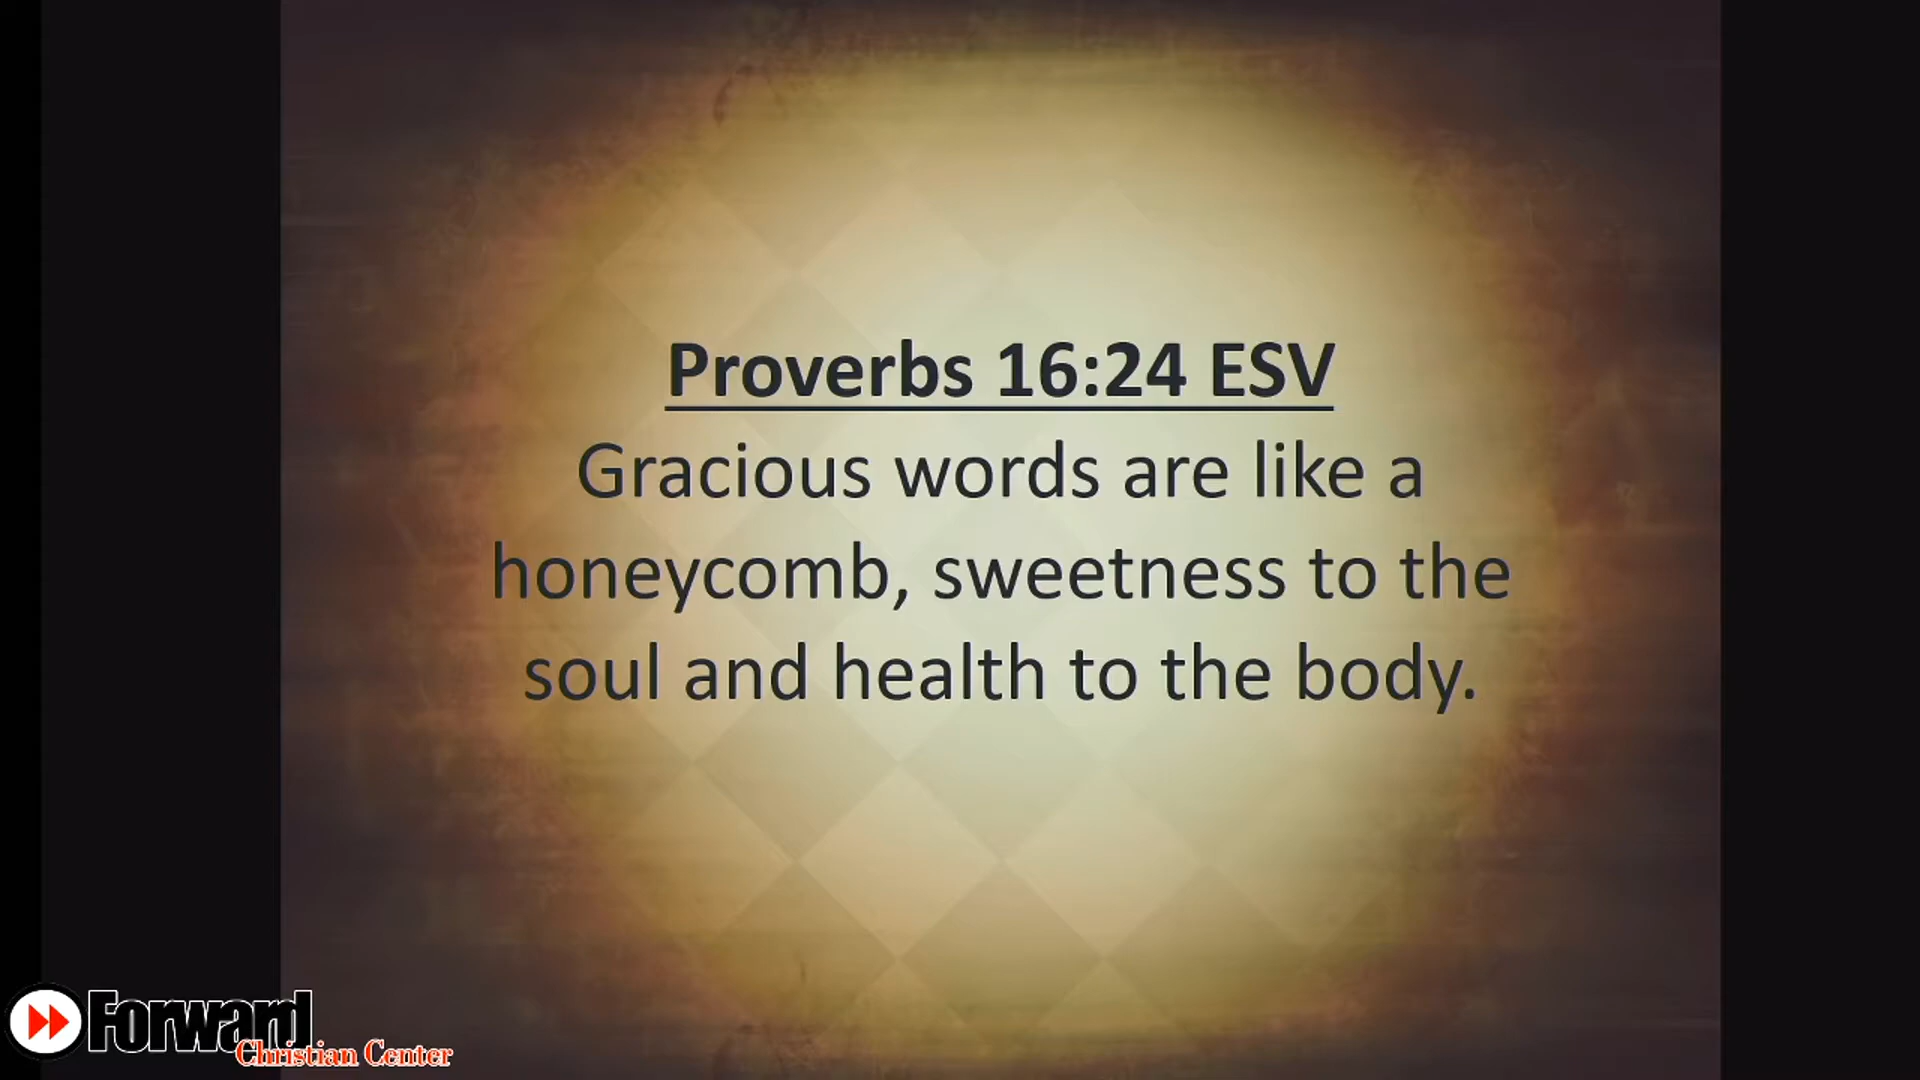 Proverbs 16:24 ESV
Gracious words are like a
honeycomb, sweetness to the
soul and health to the body.
Forward
Christian Center